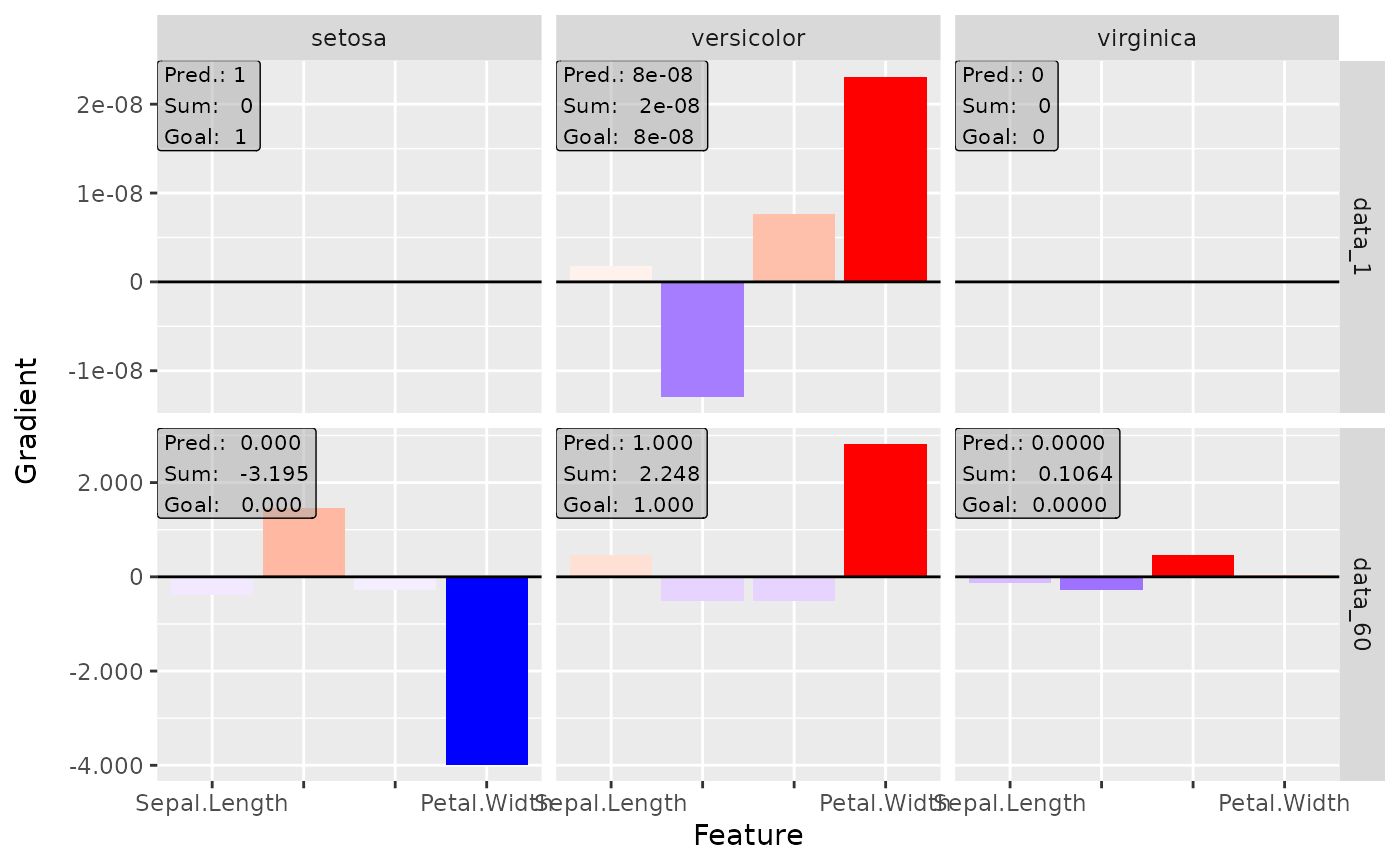 setosa versicolor virginica
Pred.: 1
Sum: 0
Goal: 1
Pred.: 8e-08
Sum: 2e-08
Goal: 8e-08
Pred.: 0
Sum: 0
Goal: 0
2e-08
1e-08
0
-1e-08
data_1
Gradient
Pred.: 0.000
Sum: -3.195
Goal: 0.000
Pred.: 1.000
Sum: 2.248
Goal: 1.000
Pred.: 0.0000
Sum: 0.1064
Goal: 0.0000
2.000
0
-2.000
-4.000
data_60
Sepal.Length Petal.Width Sepal.Length Petal.Width Sepal.Length Petal.Width
Feature